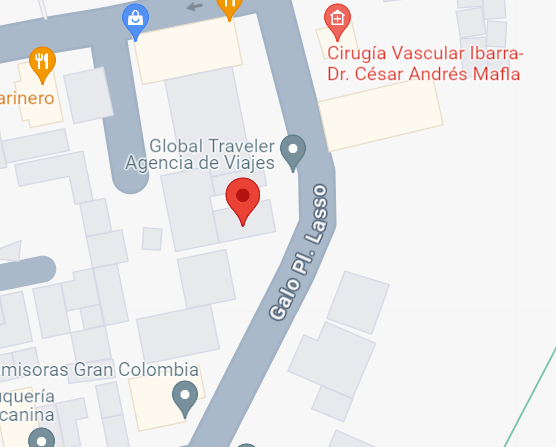 Cirugía Vascular Ibarra-
Dr. César Andrés Mafla
arinero
Global Traveler
Agencia de Viajes
Galo Pl. Lasso
misoras Gran Colombia
uquería
canina